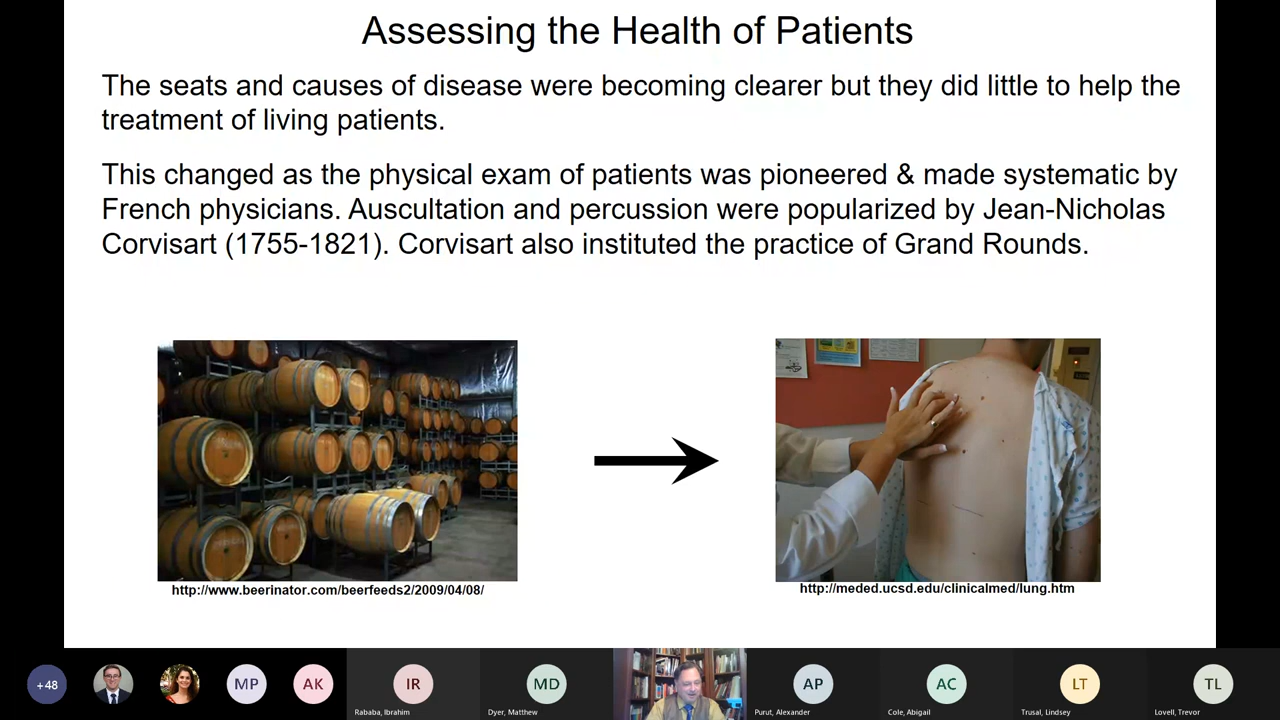 Assessing the Health of Patients
The seats and causes of disease were becoming clearer but they did little to help the
treatment of living patients.
This changed as the physical exam of patients was pioneered & made systematic by
French physicians. Auscultation and percussion were popularized by Jean-Nicholas
Corvisart (1755-1821). Corvisart also instituted the practice of Grand Rounds.
http://www.beerinator.com/beerfeeds2/2009/04/08/
http://meded.ucsd.edu/clinicalmed/lung.htm
+48
MP
AK
IR
MD
AP
AC
LT
TL
Rababa, Ibrahim
Dyer, Matthew
Purut, Alexander
Cole, Abigail
Trusal, Lindsey
Lovell, Trevor